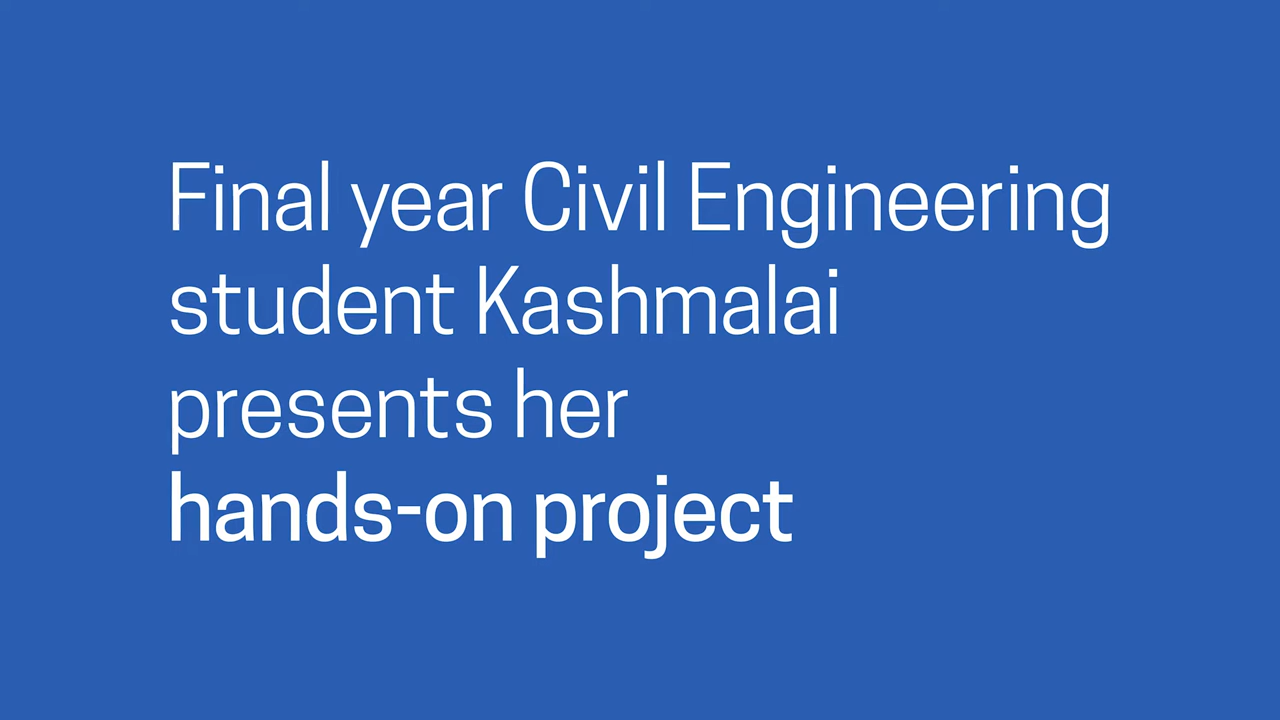 Final year Civil Engineering
student Kashmalai
presents her
hands-on project